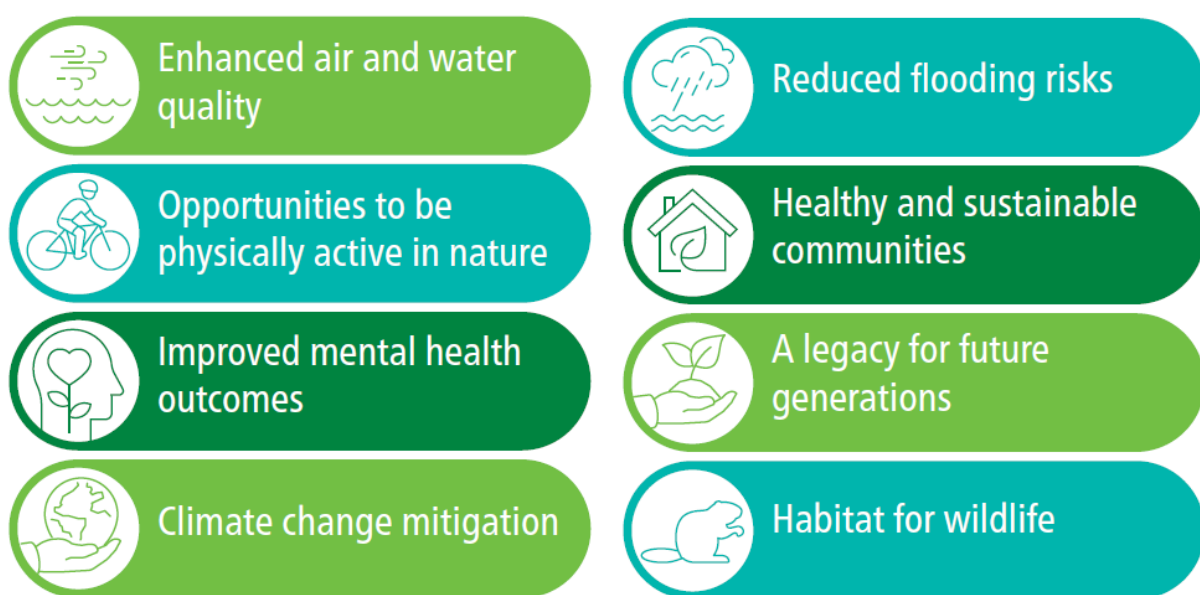 Enhanced air and water
quality
Opportunities to be
physically active in nature
Improved mental health
outcomes
Climate change mitigation
Reduced flooding risks
Healthy and sustainable
communities
A legacy for future
generations
Habitat for wildlife